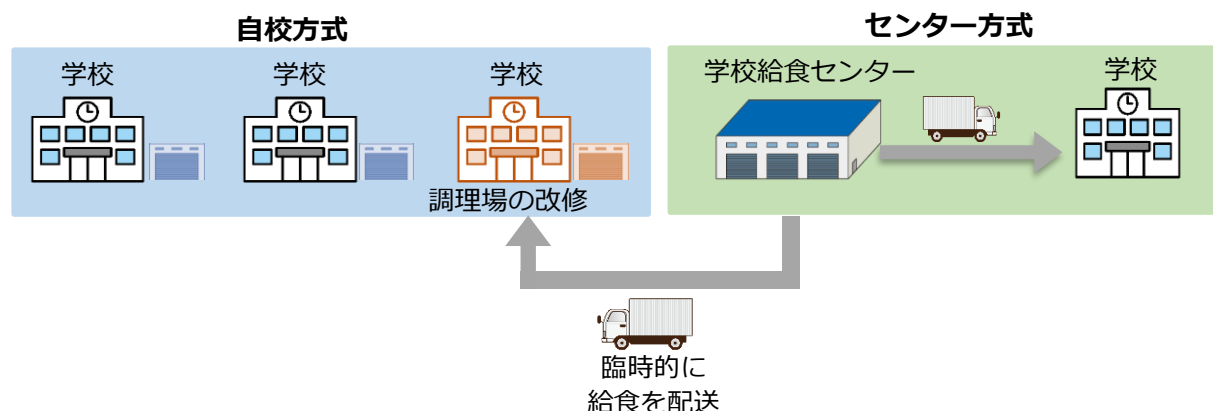 自校方式
センター方式
学校
学校
学校
調理場の改修
学校給食センター
学校
臨時的に
給食を配送